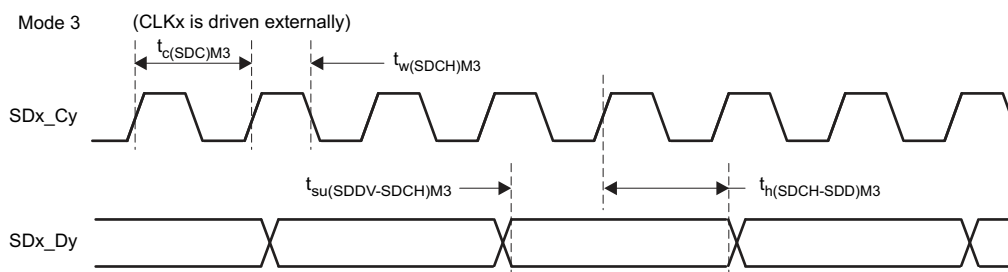 Mode 3 (CLKx is driven externally)
tc(SDC)M3
tw(SDCH)M3
SDx_Cy
tsu(SDDV-SDCH)M3
th(SDCH-SDD)M3
SDx_Dy